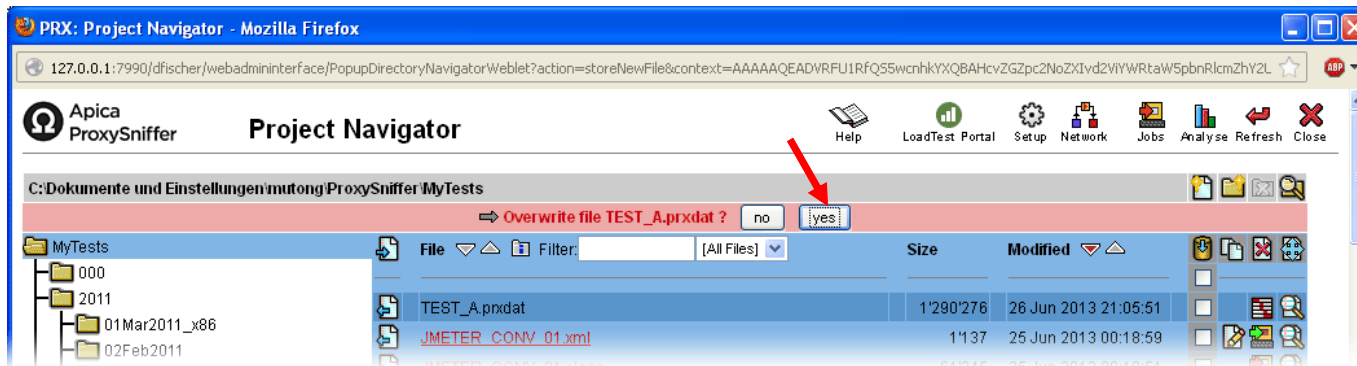 PRX: Project Navigator - Mozilla Firefox
127.0.0.1:7990/dfischer/webadmininterface/PopupDirectoryNavigatorWeblet?action=storeNewFile&context=
ABP
Apica
ProxySniffer
Project Navigator
Help LoadTest Portal Setup Network Jobs Analyse Refresh Close
C:\Dokumente und Einstellungen\mutong\ProxySniffer\MyTests
Overwrite file TEST_A.prxdat ? no yes
MyTests File Filter: [All Files] Size Modified
000
2011 TEST_A.prxdat 1'290'276 26 Jun 2013 21:05:51
01Mar2011_x86
JMETER_CONV_01.xml 1'137 25 Jun 2013 00:18:59
02Feb2011